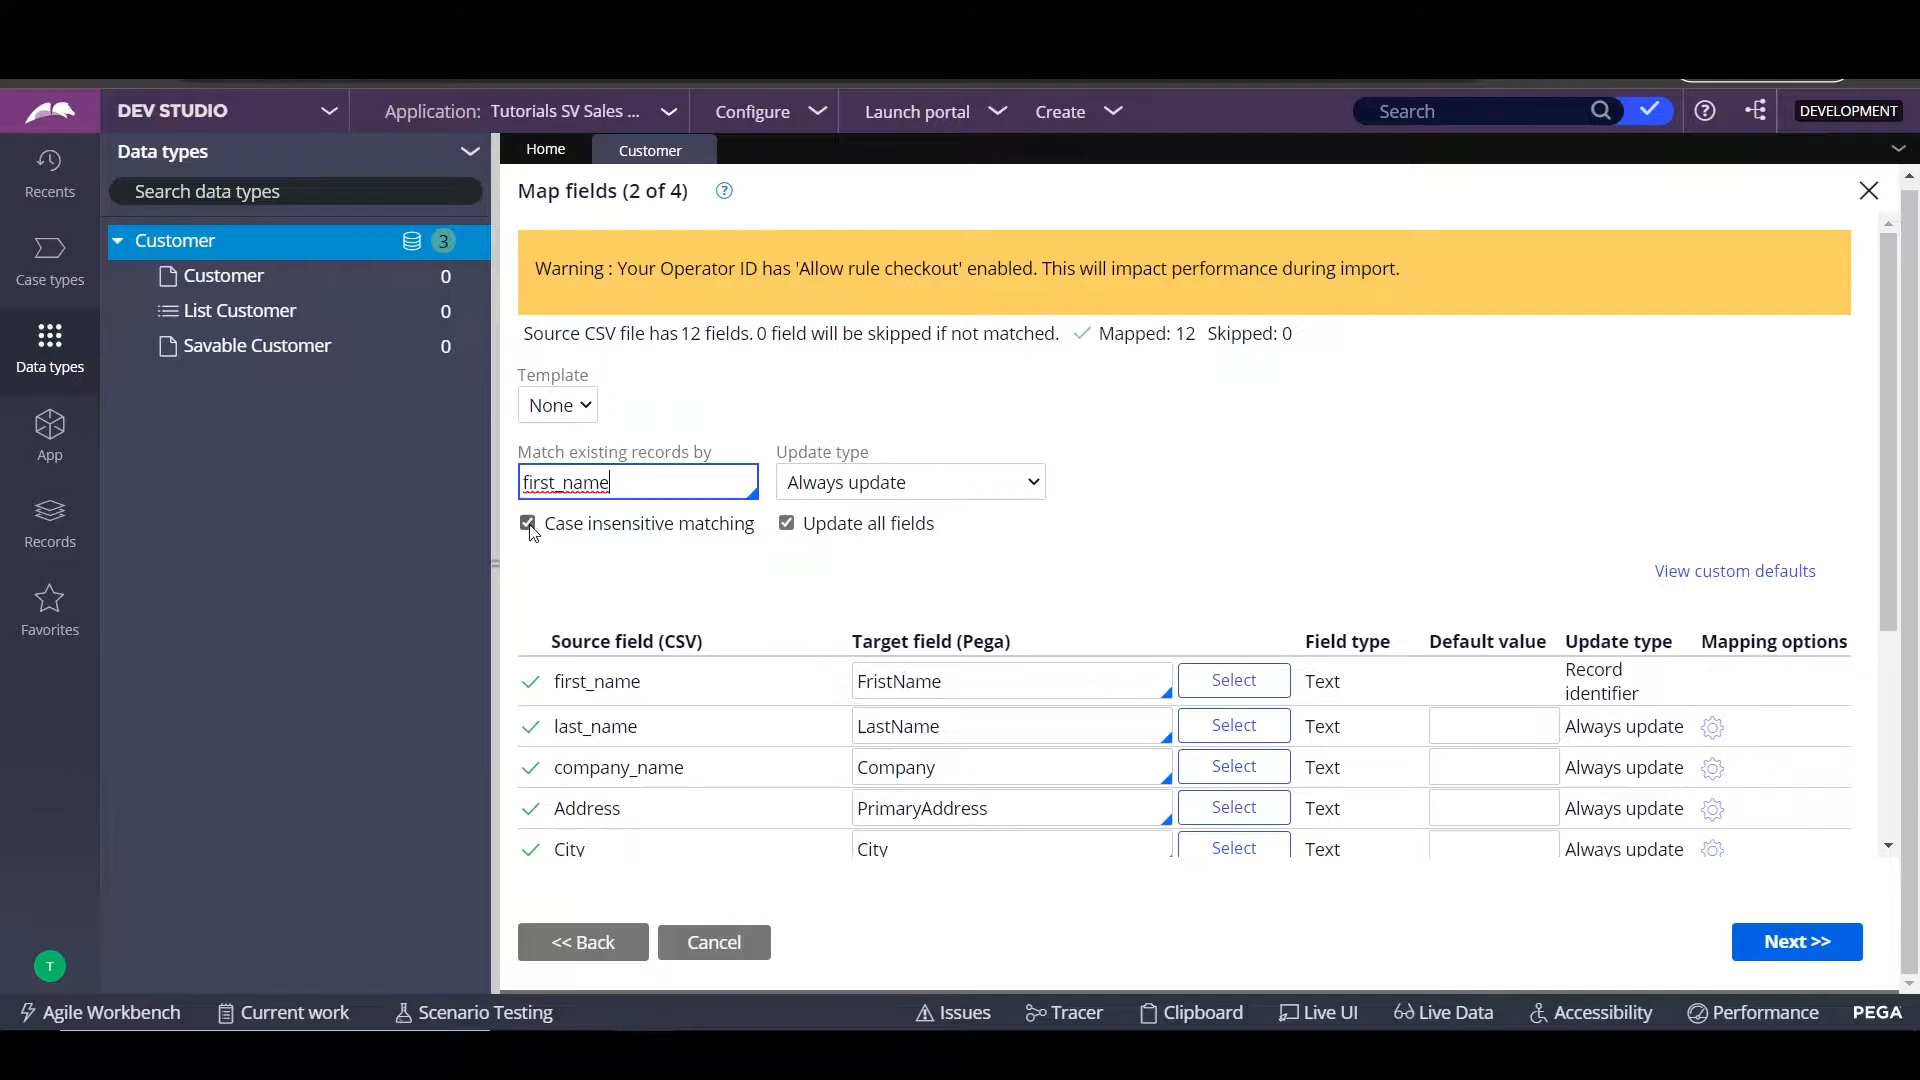 DEV STUDIO
Application: Tutorials SV Sales ...
Configure
Launch portal
Create
Search
DEVELOPMENT
Recents
Case types
Data types
App
Records
Favorites
T
Data types
Search data types
Customer 3
Customer 0
List Customer 0
Savable Customer 0
Home
Customer
Map fields (2 of 4)
Warning : Your Operator ID has 'Allow rule checkout' enabled. This will impact performance during import.
Source CSV file has 12 fields. 0 field will be skipped if not matched. Mapped: 12 Skipped: 0
Template
None
Match existing records by Update type
first_name Always update
Case insensitive matching Update all fields
View custom defaults
Source field (CSV) Target field (Pega) Field type Default value Update type Mapping options
first_name FristName Select Text Record identifier
last_name LastName Select Text Always update
company_name Company Select Text Always update
Address PrimaryAddress Select Text Always update
City City Select Text Always update
<< Back Cancel Next >>
Agile Workbench Current work Scenario Testing Issues Tracer Clipboard Live UI Live Data Accessibility Performance PEGA